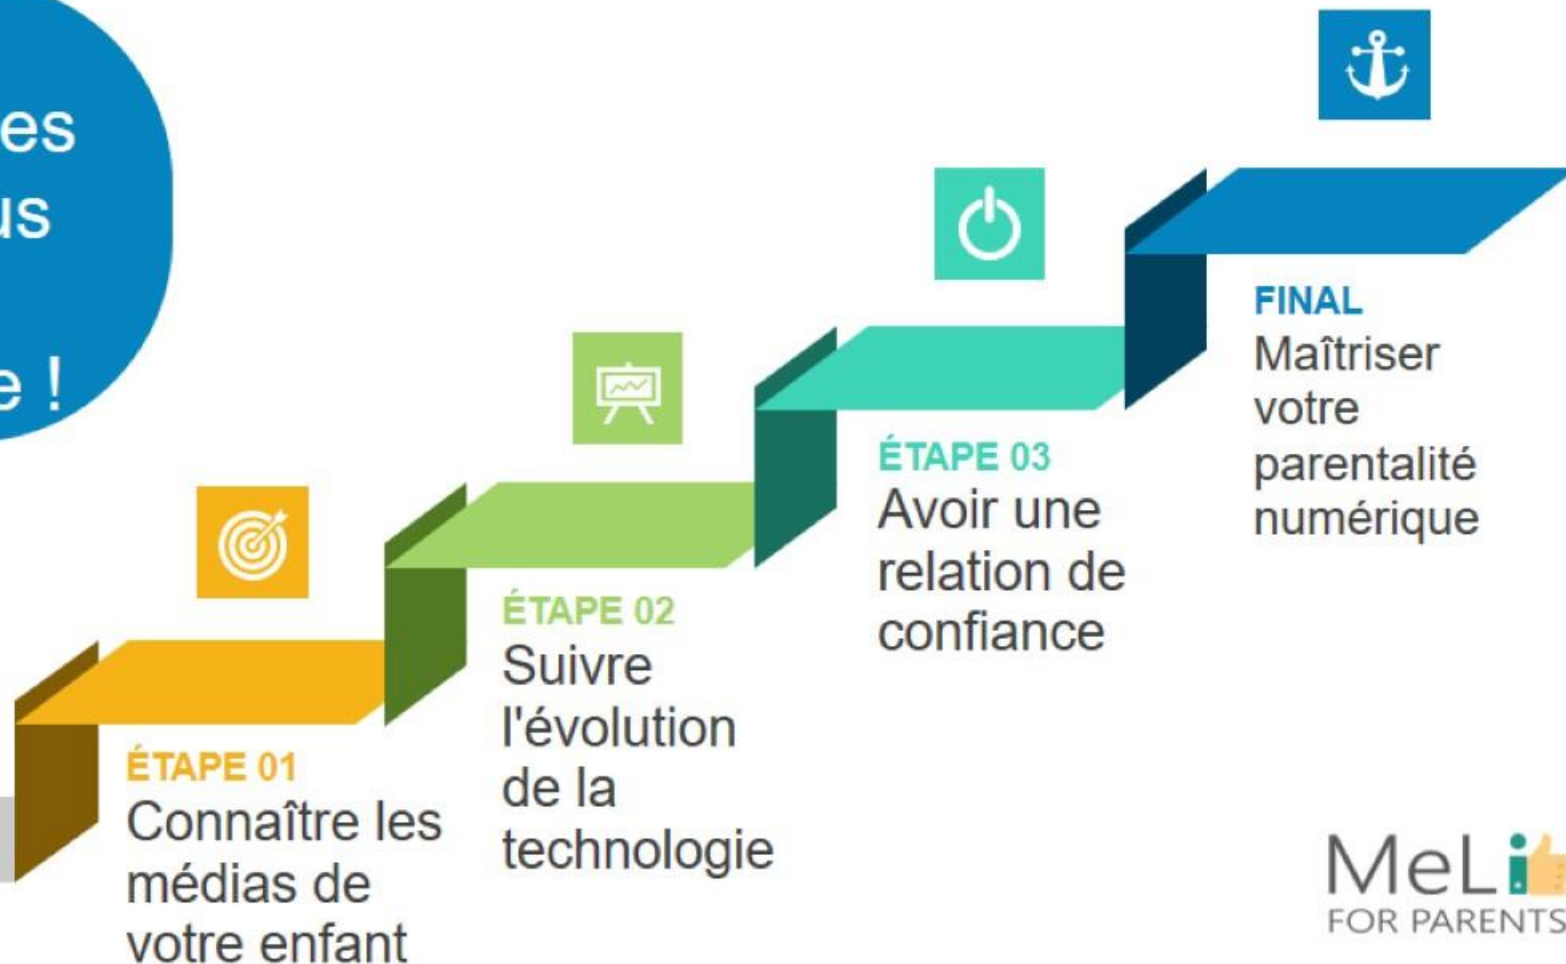 ÉTAPE 01
Connaître les
médias de
votre enfant
ÉTAPE 02
Suivre
l'évolution
de la
technologie
ÉTAPE 03
Avoir une
relation de
confiance
FINAL
Maîtriser
votre
parentalité
numérique
MeLi
FOR PARENTS